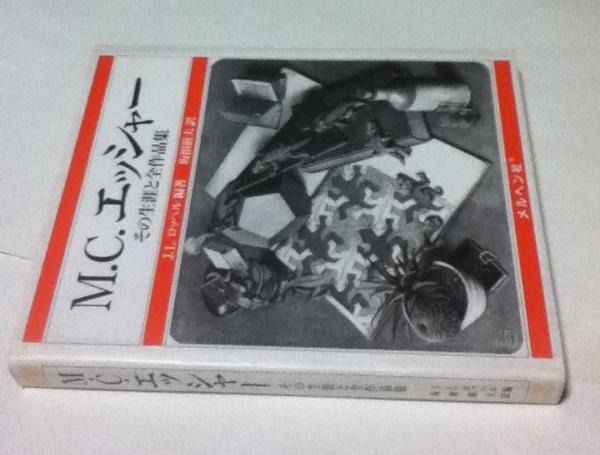 M.C.エッシャー
その生涯と全作品集
J.L.ロッヘル 編著 坂根厳夫 訳
メルヘン社
M.C.エッシャー
その生涯と全作品集